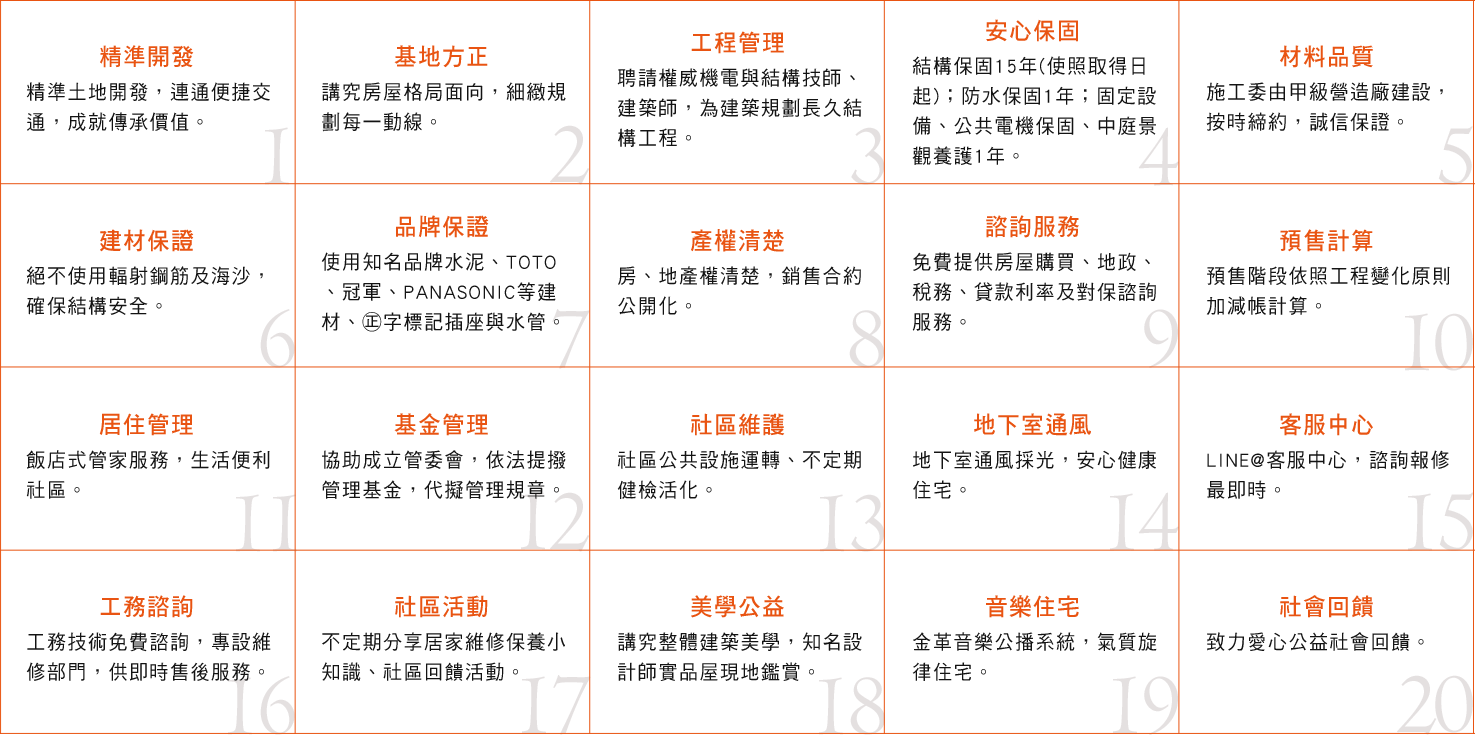 精準開發
精準土地開發，連通便捷交
通，成就傳承價值。
1
基地方正
講究房屋格局面向，細緻規
劃每一動線。
2
工程管理
聘請權威機電與結構技師、
建築師，為建築規劃長久結
構工程。
3
安心保固
結構保固15年(使照取得日
起)；防水保固1年；固定設
備、公共電機保固、中庭景
觀養護1年。
4
材料品質
施工委由甲級營造廠建設，
按時締約，誠信保證。
5
建材保證
絕不使用輻射鋼筋及海沙，
確保結構安全。
6
品牌保證
使用知名品牌水泥、TOTO
、冠軍、PANASONIC等建
材、㊣字標記插座與水管。
7
產權清楚
房、地產權清楚，銷售合約
公開化。
8
諮詢服務
免費提供房屋購買、地政、
稅務、貸款利率及對保諮詢
服務。
9
預售計算
預售階段依照工程變化原則
加減帳計算。
10
居住管理
飯店式管家服務，生活便利
社區。
11
基金管理
協助成立管委會，依法提撥
管理基金，代擬管理規章。
12
社區維護
社區公共設施運轉、不定期
健檢活化。
13
地下室通風
地下室通風採光，安心健康
住宅。
14
客服中心
LINE@客服中心，諮詢報修
最即時。
15
工務諮詢
工務技術免費諮詢，專設維
修部門，供即時售後服務。
16
社區活動
不定期分享居家維修保養小
知識、社區回饋活動。
17
美學公益
講究整體建築美學，知名設
計師實品屋現地鑑賞。
18
音樂住宅
金革音樂公播系統，氣質旋
律住宅。
19
社會回饋
致力愛心公益社會回饋。
20